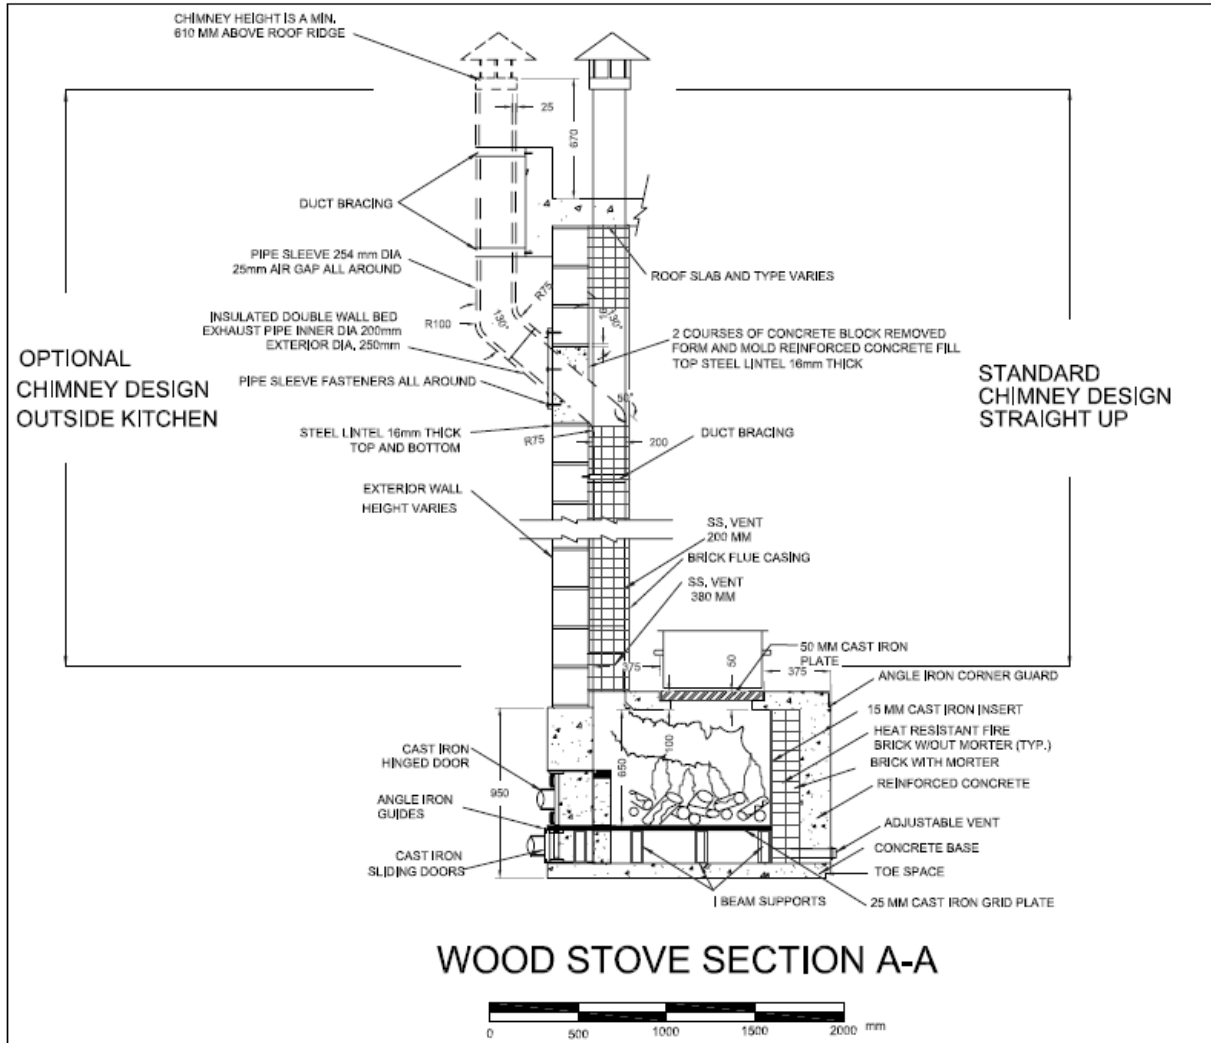 CHIMNEY HEIGHT IS A MIN.
610 MM ABOVE ROOF RIDGE
25
670
DUCT BRACING
PIPE SLEEVE 254 mm DIA
25mm AIR GAP ALL AROUND
ROOF SLAB AND TYPE VARIES
R75
INSULATED DOUBLE WALL BED
EXHAUST PIPE INNER DIA 200mm
EXTERIOR DIA, 250mm
R100
130°
130°
2 COURSES OF CONCRETE BLOCK REMOVED
FORM AND MOLD REINFORCED CONCRETE FILL
TOP STEEL LINTEL 16mm THICK
OPTIONAL
CHIMNEY DESIGN
OUTSIDE KITCHEN
STANDARD
CHIMNEY DESIGN
STRAIGHT UP
PIPE SLEEVE FASTENERS ALL AROUND
50°
STEEL LINTEL 16mm THICK
TOP AND BOTTOM
R75
200
DUCT BRACING
EXTERIOR WALL
HEIGHT VARIES
SS, VENT
200 MM
BRICK FLUE CASING
SS, VENT
380 MM
375
50
50 MM CAST IRON
PLATE
375
ANGLE IRON CORNER GUARD
15 MM CAST IRON INSERT
HEAT RESISTANT FIRE
BRICK W/OUT MORTER (TYP.)
BRICK WITH MORTER
REINFORCED CONCRETE
CAST IRON
HINGED DOOR
100
650
950
ANGLE IRON
GUIDES
ADJUSTABLE VENT
CONCRETE BASE
CAST IRON
SLIDING DOORS
TOE SPACE
I BEAM SUPPORTS
25 MM CAST IRON GRID PLATE
WOOD STOVE SECTION A-A
0 500 1000 1500 2000 mm